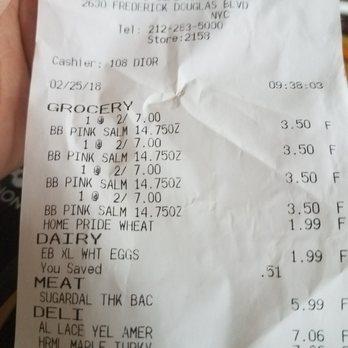 2630 FREDERICK DOUGLAS BLVD
NYC
Tel: 212-283-5000
Store:2158
Cashier: 108 DIOR
02/25/18 09:38:03
GROCERY
1 @ 2/ 7.00
BB PINK SALM 14.75OZ 3.50 F
1 @ 2/ 7.00
BB PINK SALM 14.75OZ 3.50 F
1 @ 2/ 7.00
BB PINK SALM 14.75OZ 3.50 F
1 @ 2/ 7.00
BB PINK SALM 14.75OZ 3.50 F
HOME PRIDE WHEAT 1.99 F
DAIRY
EB XL WHT EGGS 1.99 F
You Saved .51
MEAT
SUGARDAL THK BAC 5.99 F
DELI
AL LACE YEL AMER 7.06 F
HRML MAPLE TURKY